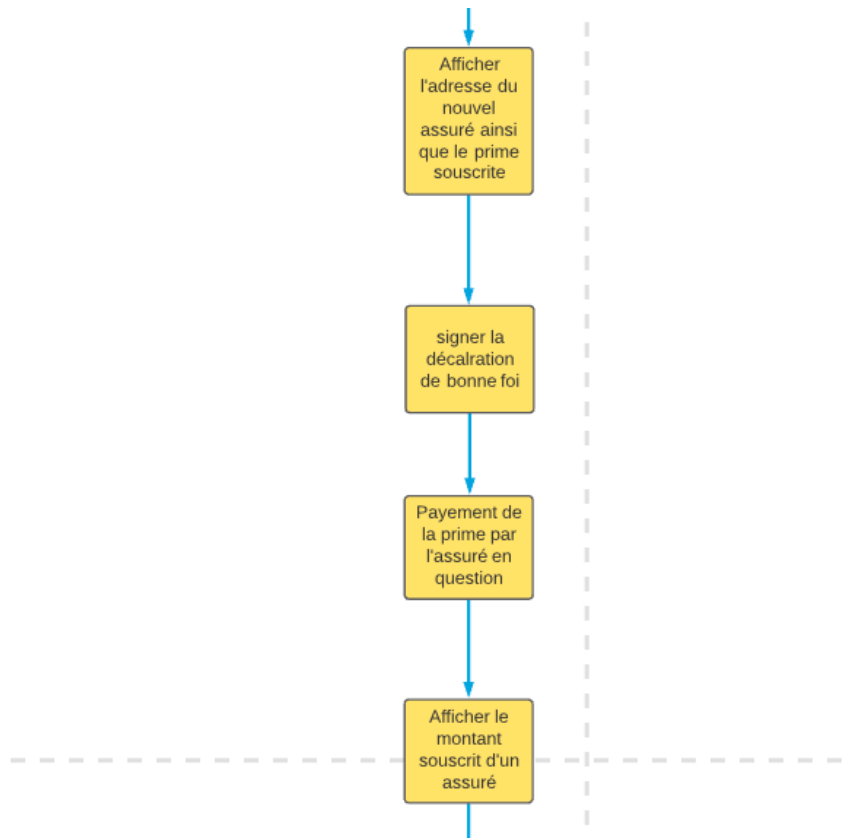 Afficher
l'adresse du
nouvel
assuré ainsi
que le prime
souscrite
signer la
décalration
de bonne foi
Payement de
la prime par
l'assuré en
question
Afficher le
montant
souscrit d'un
assuré